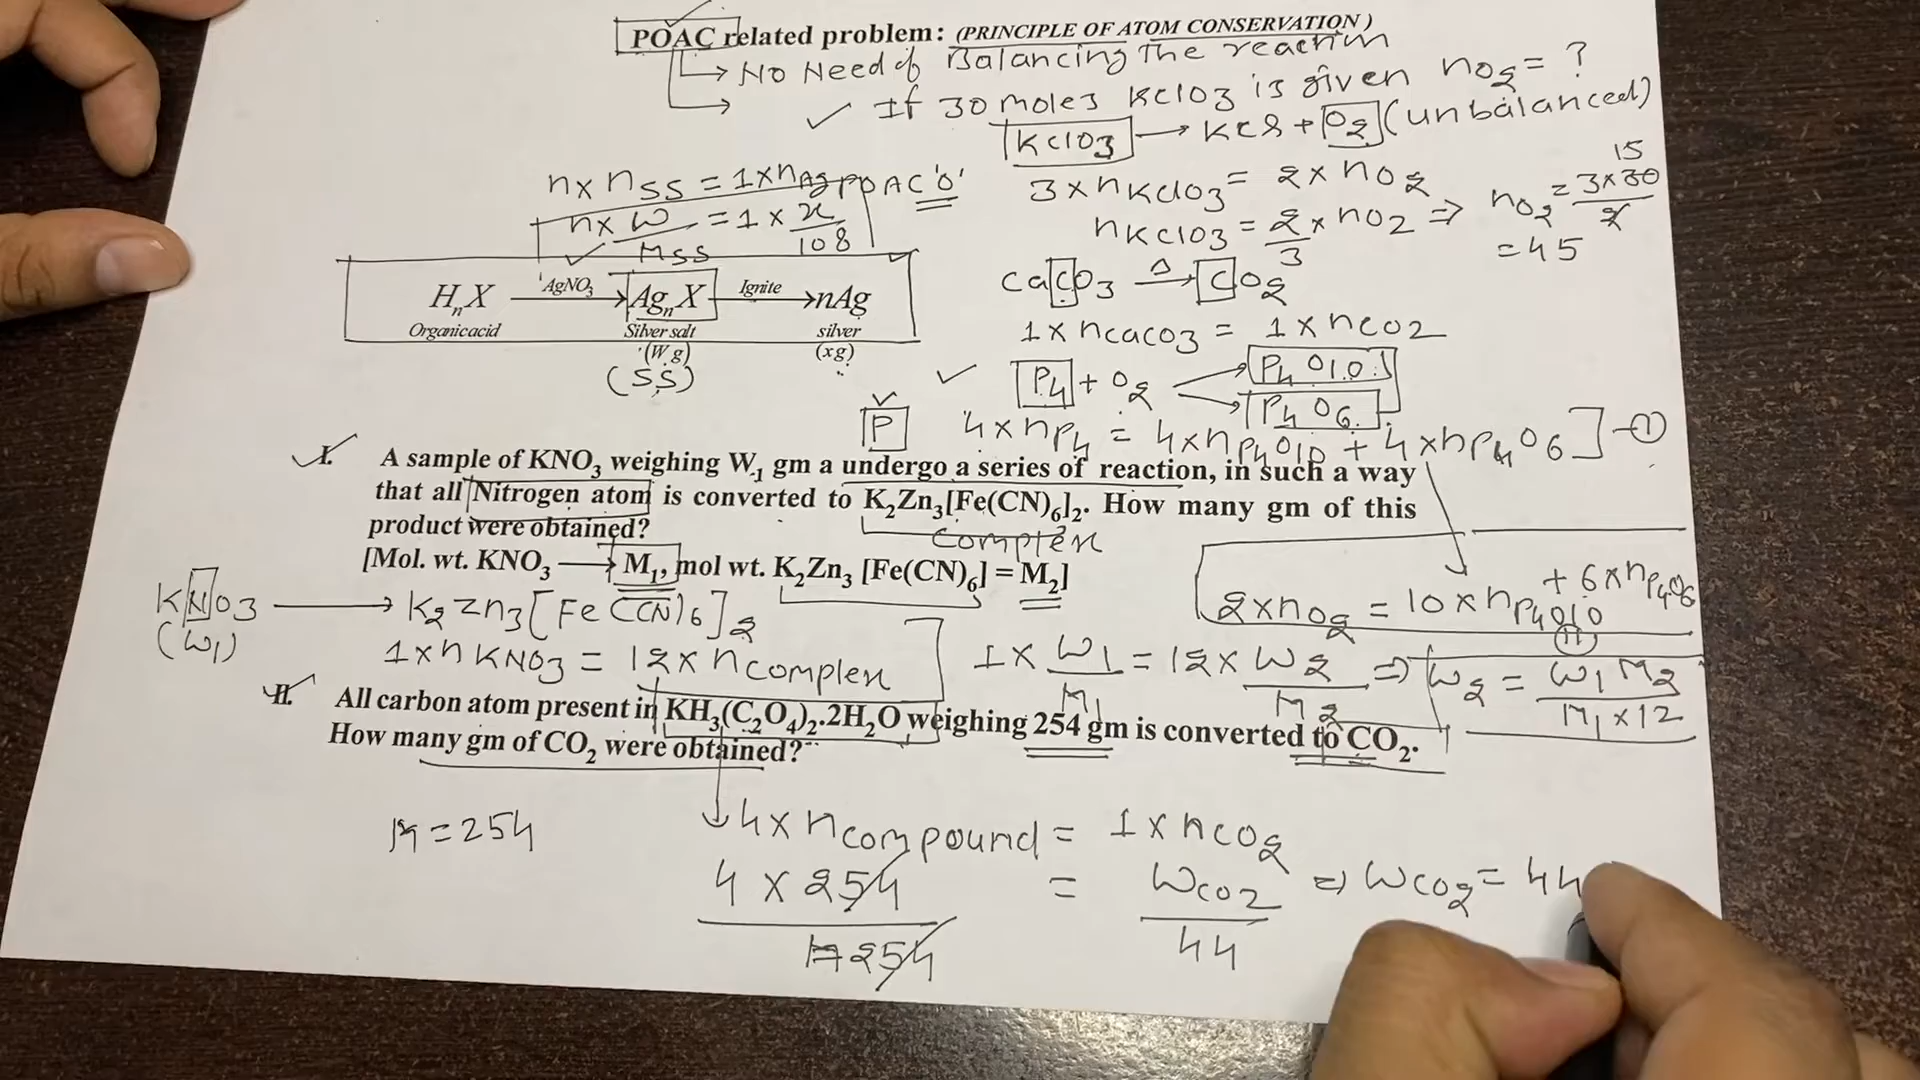 POAC related problem: (PRINCIPLE OF ATOM CONSERVATION )
No Need of Balancing The reaction
If 30 moles KClO3 is given nO2 = ?
KClO3 → KCl + O2 (unbalanced)
n x nSS = 1 x nAg
POAC 'O'
3 x nKClO3 = 2 x nO2
nO2 = 3x30/2
15
= 45
n x W/MSS = 1 x x/108
nKClO3 = 2/3 x nO2 ⇒
HnX AgNO3 → AgnX Ignite → nAg
Organic acid Silver salt silver
(W g) (xg)
(SS)
CaCO3 Δ→ CO2
1 x nCaCO3 = 1 x nCO2
P4 + O2
P4O10
P4O6
P 4 x nP4 = 4 x nP4O10 + 4 x nP4O6 ] – ①
I. A sample of KNO3 weighing W1 gm a undergo a series of reaction, in such a way
that all Nitrogen atom is converted to K2Zn3[Fe(CN)6]2. How many gm of this
product were obtained?
Complex
[Mol. wt. KNO3 → M1, mol wt. K2Zn3 [Fe(CN)6] = M2]
2 x nO2 = 10 x nP4O10 + 6 x nP4O6
(11)
KNO3 → K2Zn3[Fe(CN)6]2
(W1)
1 x nKNO3 = 12 x ncomplex
1 x W1/M1 = 12 x W2/M2 ⇒ W2 = W1M2/M1x12
II. All carbon atom present in KH3(C2O4)2.2H2O weighing 254 gm is converted to CO2.
How many gm of CO2 were obtained?
M = 254
4 x ncompound = 1 x nCO2
4 x 254/254 = WCO2/44 ⇒ WCO2 = 44